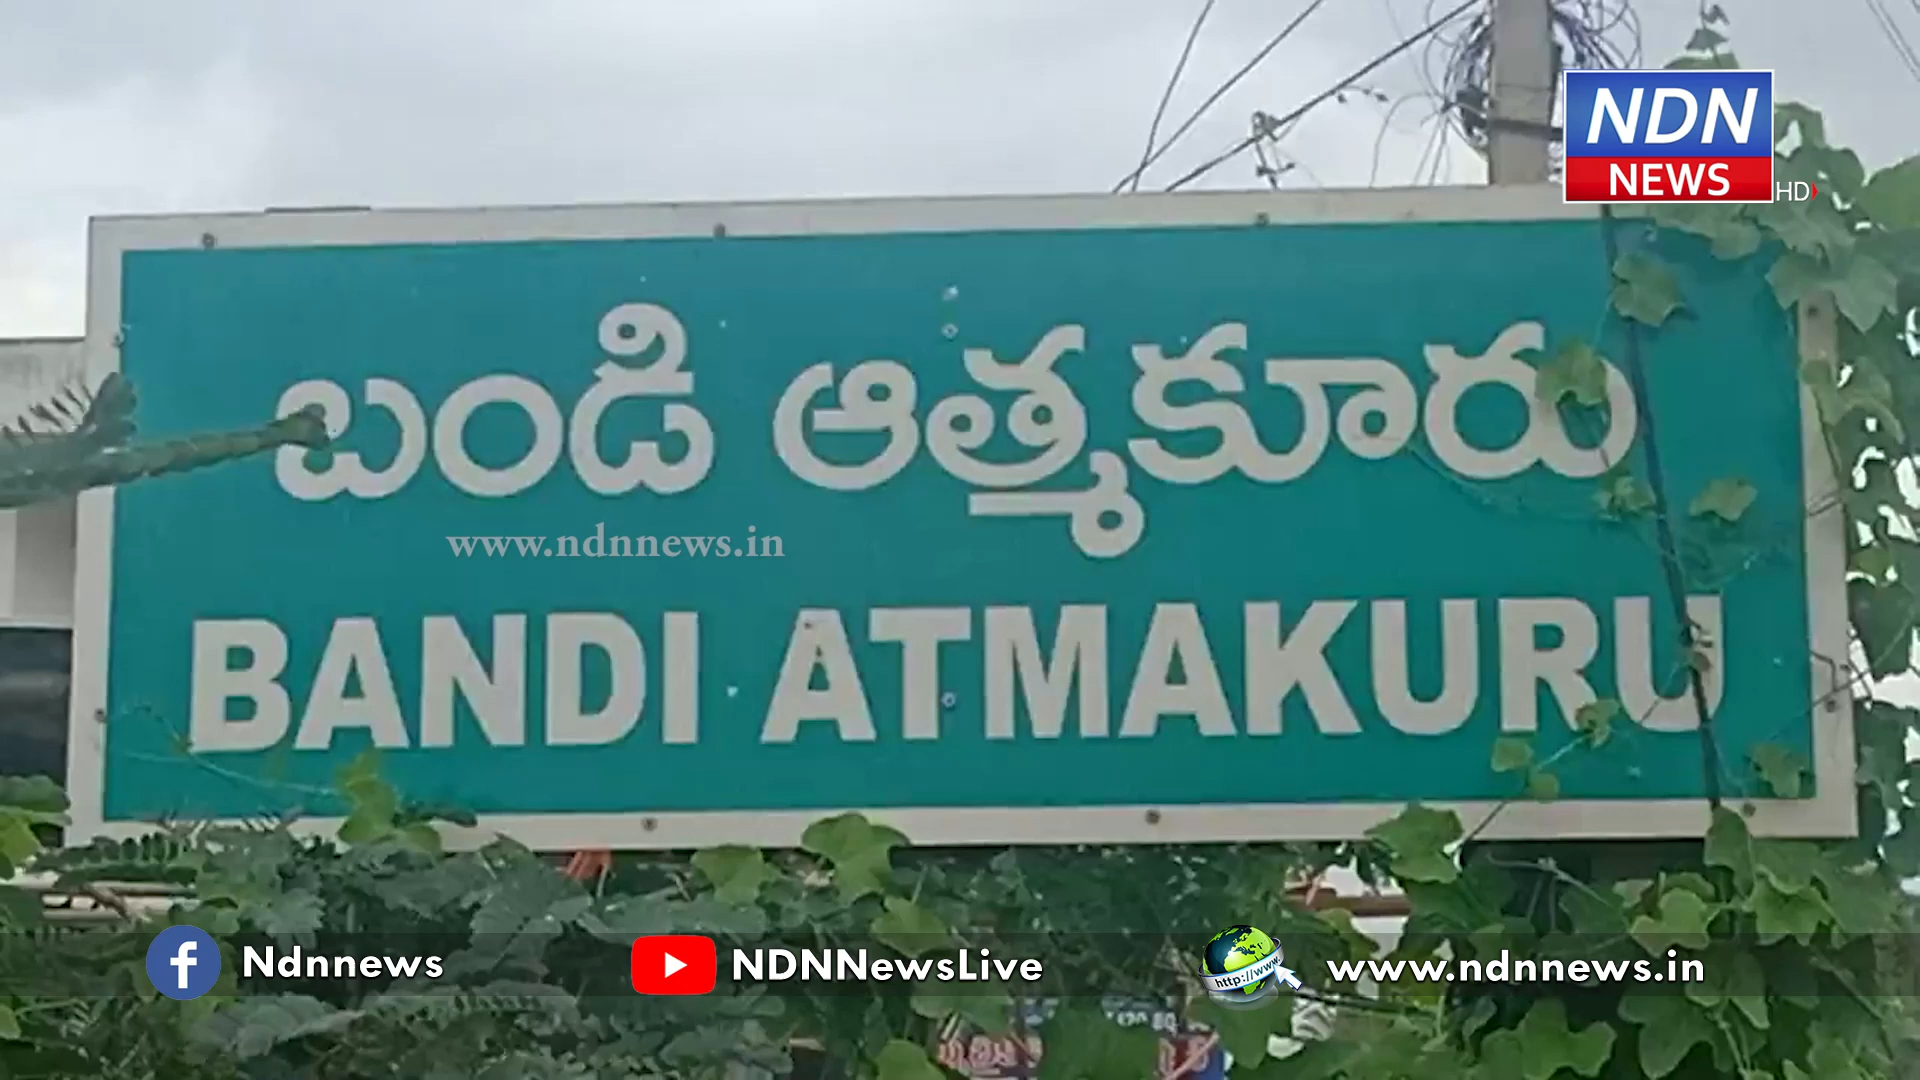 NDN
NEWS
HD
బండి ఆత్మకూరు
www.ndnnews.in
BANDI ATMAKURU
Ndnnews
NDNNewsLive
http://www.
www.ndnnews.in